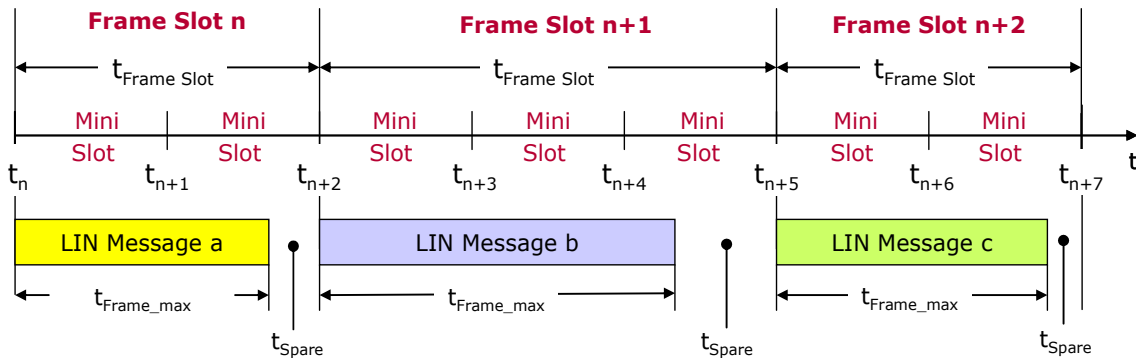 Frame Slot n Frame Slot n+1 Frame Slot n+2
tFrame Slot tFrame Slot tFrame Slot
Mini Mini Mini Mini Mini Mini Mini
Slot Slot Slot Slot Slot Slot Slot
tn tn+1 tn+2 tn+3 tn+4 tn+5 tn+6 tn+7 t
LIN Message a LIN Message b LIN Message c
tFrame_max tFrame_max tFrame_max
tSpare tSpare tSpare